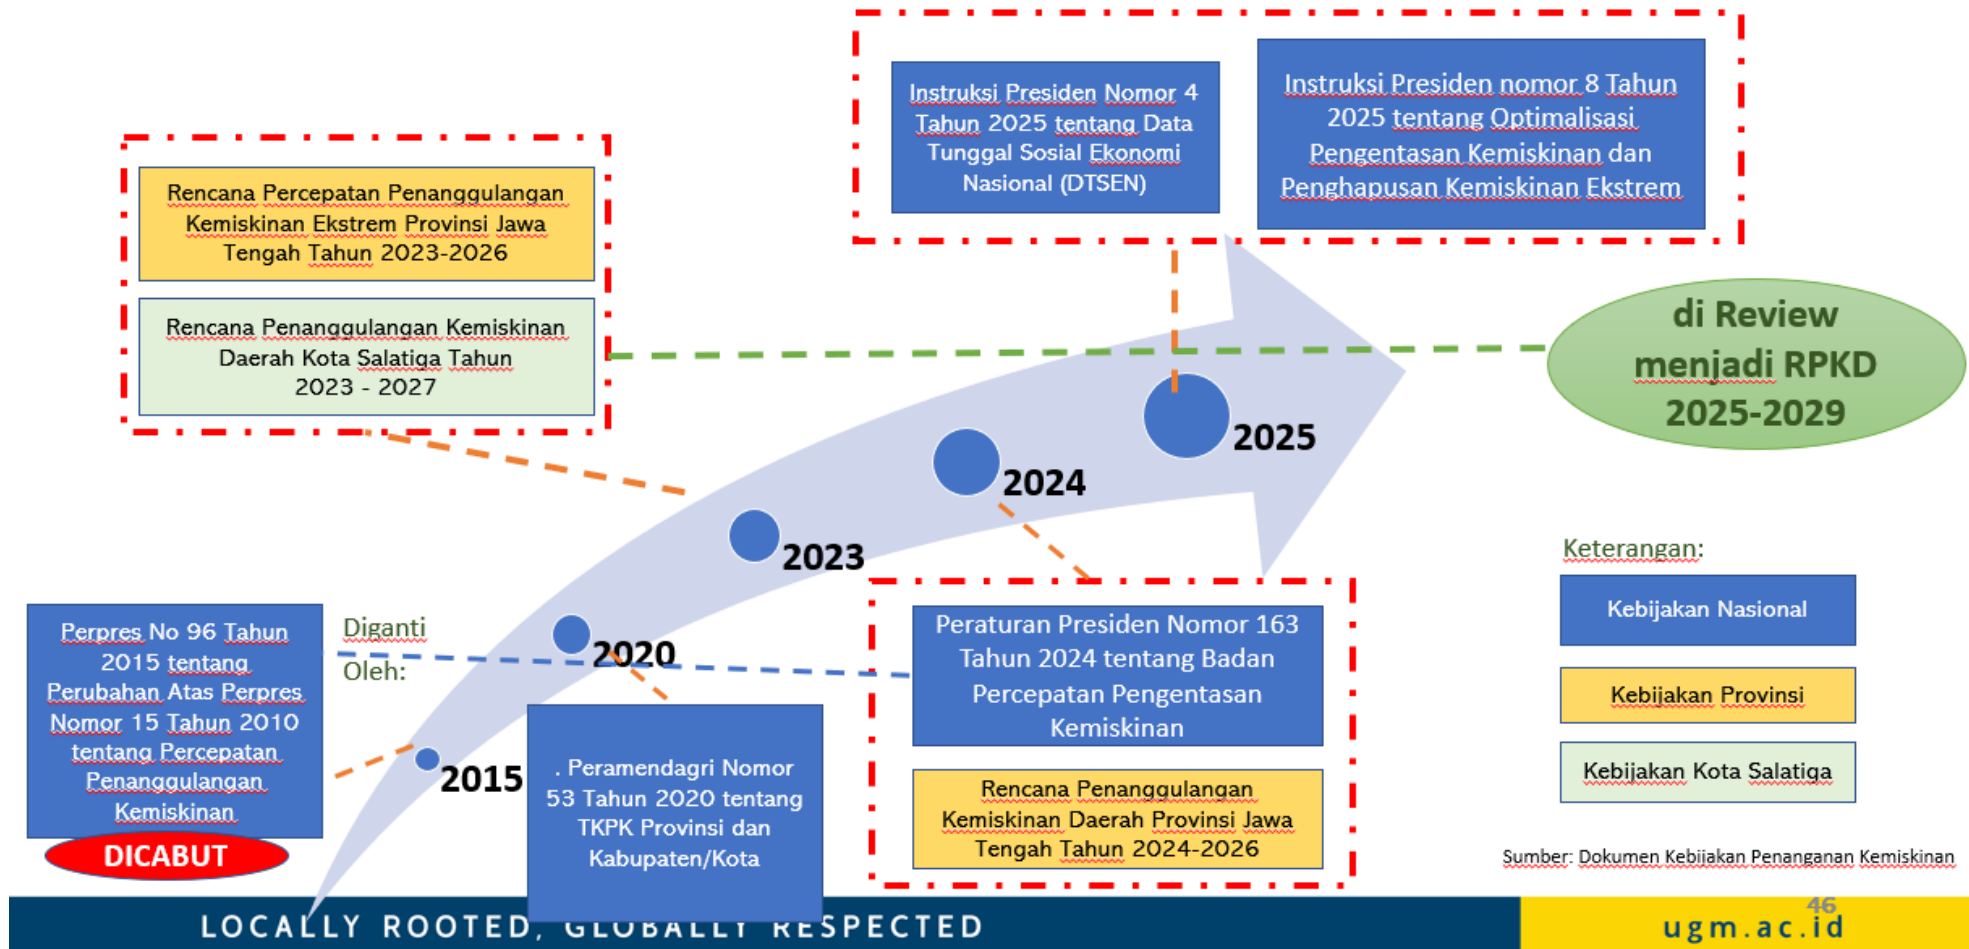 Instruksi Presiden Nomor 4
Tahun 2025 tentang Data
Tunggal Sosial Ekonomi
Nasional (DTSEN)
Instruksi Presiden nomor 8 Tahun
2025 tentang Optimalisasi
Pengentasan Kemiskinan dan
Penghapusan Kemiskinan Ekstrem
Rencana Percepatan Penanggulangan
Kemiskinan Ekstrem Provinsi Jawa
Tengah Tahun 2023-2026
Rencana Penanggulangan Kemiskinan
Daerah Kota Salatiga Tahun
2023 - 2027
di Review
menjadi RPKD
2025-2029
2025
2024
2023
2020
2015
Perpres No 96 Tahun
2015 tentang
Perubahan Atas Perpres
Nomor 15 Tahun 2010
tentang Percepatan
Penanggulangan
Kemiskinan
DICABUT
Diganti
Oleh:
. Peramendagri Nomor
53 Tahun 2020 tentang
TKPK Provinsi dan
Kabupaten/Kota
Peraturan Presiden Nomor 163
Tahun 2024 tentang Badan
Percepatan Pengentasan
Kemiskinan
Rencana Penanggulangan
Kemiskinan Daerah Provinsi Jawa
Tengah Tahun 2024-2026
Keterangan:
Kebijakan Nasional
Kebijakan Provinsi
Kebijakan Kota Salatiga
Sumber: Dokumen Kebijakan Penanganan Kemiskinan
LOCALLY ROOTED, GLOBALLY RESPECTED
46
ugm.ac.id